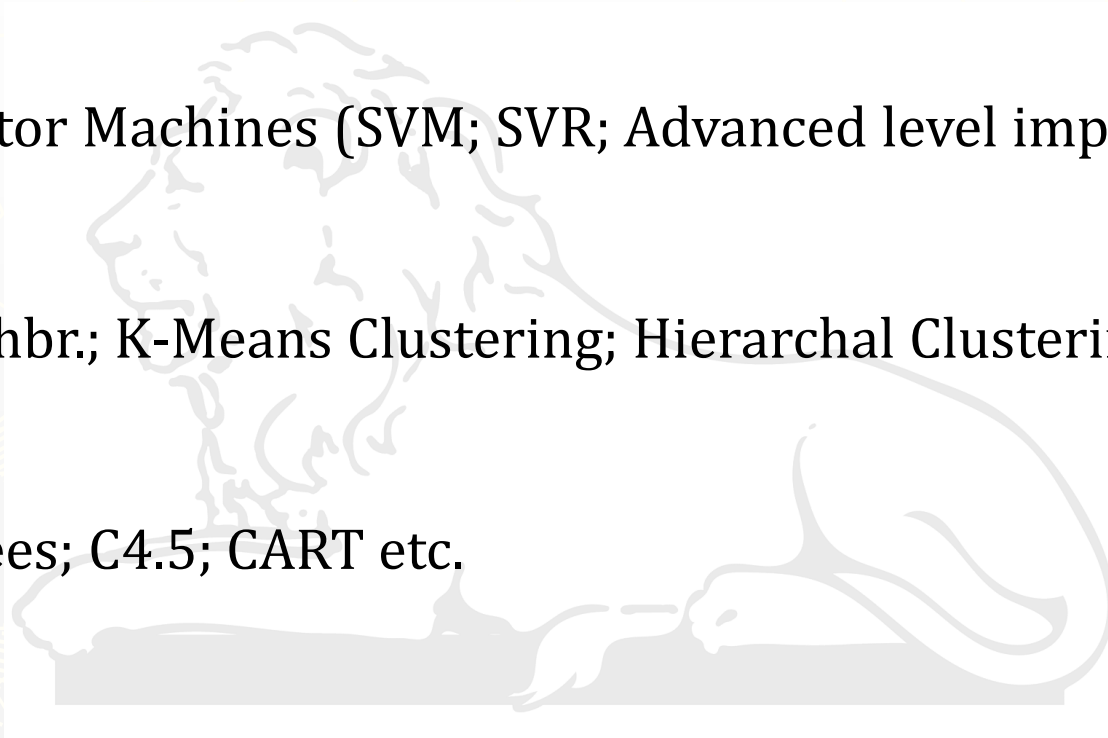 tor Machines (SVM; SVR; Advanced level imp
hbr.; K-Means Clustering; Hierarchal Clusteri
ees; C4.5; CART etc.